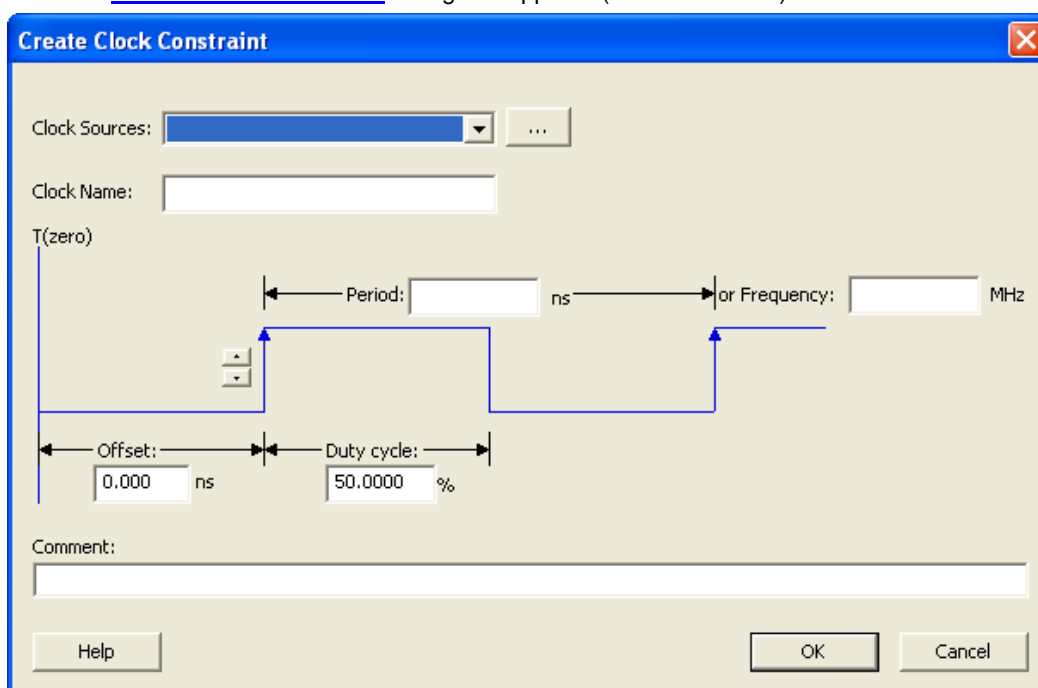 Create Clock Constraint
Clock Sources:
...
Clock Name:
T(zero)
Period: ns or Frequency: MHz
Offset: Duty cycle:
0.000 ns 50.0000 %
Comment:
Help OK Cancel